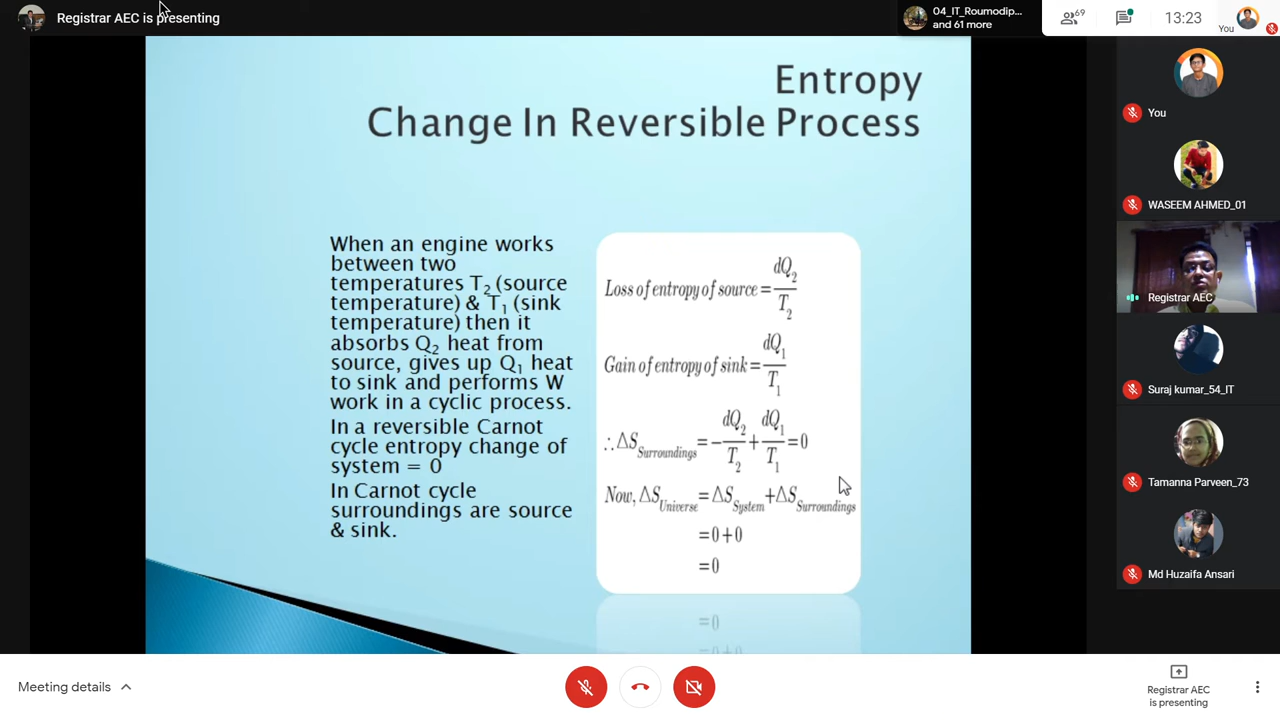 Registrar AEC is presenting
04_IT_Roumodip...
and 61 more
69
13:23
You
Entropy
Change In Reversible Process
When an engine works
between two
temperatures T₂ (source
temperature) & T₁ (sink
temperature) then it
absorbs Q₂ heat from
source, gives up Q₁ heat
to sink and performs W
work in a cyclic process.
In a reversible Carnot
cycle entropy change of
system = 0
In Carnot cycle
surroundings are source
& sink.
Loss of entropy of source = dQ₂/T₂
Gain of entropy of sink = dQ₁/T₁
∴ ΔS_Surroundings = -dQ₂/T₂ + dQ₁/T₁ = 0
Now, ΔS_Universe = ΔS_System + ΔS_Surroundings
= 0 + 0
= 0
= 0
= 0 + 0
You
WASEEM AHMED_01
Registrar AEC
Suraj kumar_54_IT
Tamanna Parveen_73
Md Huzaifa Ansari
Meeting details
Registrar AEC
is presenting